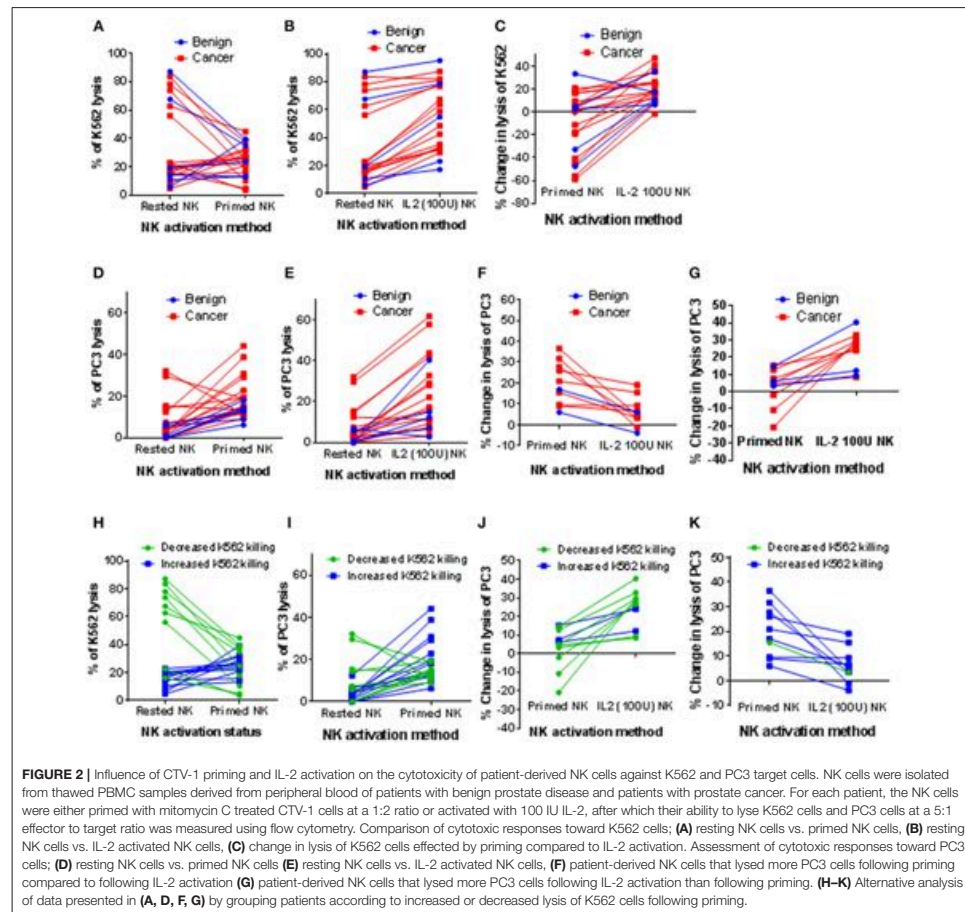 A
Benign
Cancer
% of K562 lysis
100
80
60
40
20
0
Rested NK Primed NK
NK activation method
B
Benign
Cancer
% of K562 lysis
100
80
60
40
20
0
Rested NK IL2 (100U) NK
NK activation method
C
Benign
Cancer
% Change in lysis of K562
40
20
0
-20
-40
-60
-80
Primed NK IL-2 100U NK
NK activation method
D
Benign
Cancer
% of PC3 lysis
60
40
20
0
Rested NK Primed NK
NK activation method
E
Benign
Cancer
% of PC3 lysis
60
40
20
0
Rested NK IL2 (100U) NK
NK activation method
F
Benign
Cancer
% Change in lysis of PC3
60
50
40
30
20
10
0
-10
Primed NK IL-2 100U NK
NK activation method
G
Benign
Cancer
% Change in lysis of PC3
50
40
30
20
10
0
-10
-20
-30
-40
Primed NK IL-2 100U NK
NK activation method
H
Decreased K562 killing
Increased K562 killing
% of K562 lysis
100
80
60
40
20
0
Rested NK Primed NK
NK activation status
I
Decreased K562 killing
Increased K562 killing
% of PC3 lysis
40
20
0
Rested NK Primed NK
NK activation method
J
Decreased K562 killing
Increased K562 killing
% Change in lysis of PC3
50
40
30
20
10
0
-10
-20
-30
-40
Primed NK IL2 (100U) NK
NK activation method
K
Decreased K562 killing
Increased K562 killing
% Change in lysis of PC3
50
40
30
20
10
0
-10
Primed NK IL2 (100U) NK
NK activation method
FIGURE 2 | Influence of CTV-1 priming and IL-2 activation on the cytotoxicity of patient-derived NK cells against K562 and PC3 target cells. NK cells were isolated
from thawed PBMC samples derived from peripheral blood of patients with benign prostate disease and patients with prostate cancer. For each patient, the NK cells
were either primed with mitomycin C treated CTV-1 cells at a 1:2 ratio or activated with 100 IU IL-2, after which their ability to lyse K562 cells and PC3 cells at a 5:1
effector to target ratio was measured using flow cytometry. Comparison of cytotoxic responses toward K562 cells; (A) resting NK cells vs. primed NK cells, (B) resting
NK cells vs. IL-2 activated NK cells, (C) change in lysis of K562 cells effected by priming compared to IL-2 activation. Assessment of cytotoxic responses toward PC3
cells; (D) resting NK cells vs. primed NK cells (E) resting NK cells vs. IL-2 activated NK cells, (F) patient-derived NK cells that lysed more PC3 cells following priming
compared to following IL-2 activation (G) patient-derived NK cells that lysed more PC3 cells following IL-2 activation than following priming. (H–K) Alternative analysis
of data presented in (A, D, F, G) by grouping patients according to increased or decreased lysis of K562 cells following priming.